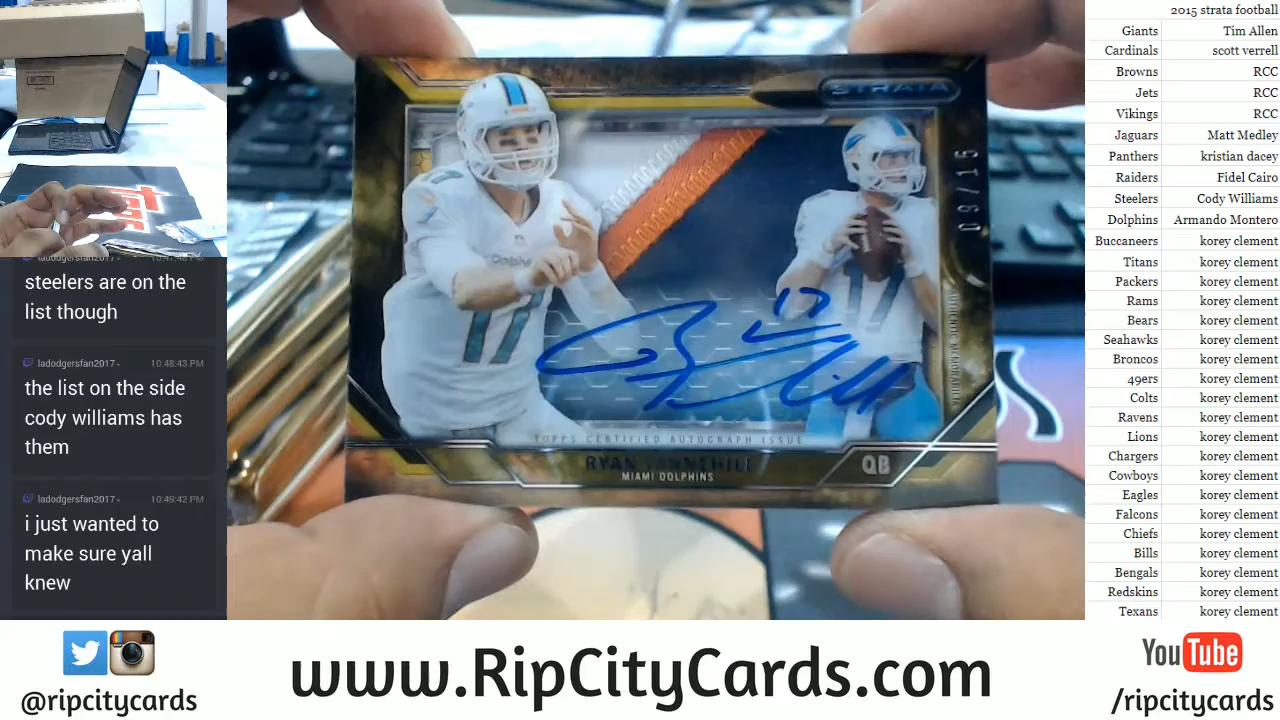 ladodgersfan2017
steelers are on the
list though
ladodgersfan2017
10:48:43 PM
the list on the side
cody williams has
them
ladodgersfan2017
10:49:42 PM
i just wanted to
make sure yall
knew
STRATA
09/15
17
17
TOPPS CERTIFIED AUTOGRAPH ISSUE
RYAN TANNEHILL
MIAMI DOLPHINS
QB
2015 strata football
Giants Tim Allen
Cardinals scott verrell
Browns RCC
Jets RCC
Vikings RCC
Jaguars Matt Medley
Panthers kristian dacey
Raiders Fidel Cairo
Steelers Cody Williams
Dolphins Armando Montero
Buccaneers korey clement
Titans korey clement
Packers korey clement
Rams korey clement
Bears korey clement
Seahawks korey clement
Broncos korey clement
49ers korey clement
Colts korey clement
Ravens korey clement
Lions korey clement
Chargers korey clement
Cowboys korey clement
Eagles korey clement
Falcons korey clement
Chiefs korey clement
Bills korey clement
Bengals korey clement
Redskins korey clement
Texans korey clement
@ripcitycards
www.RipCityCards.com
YouTube
/ripcitycards